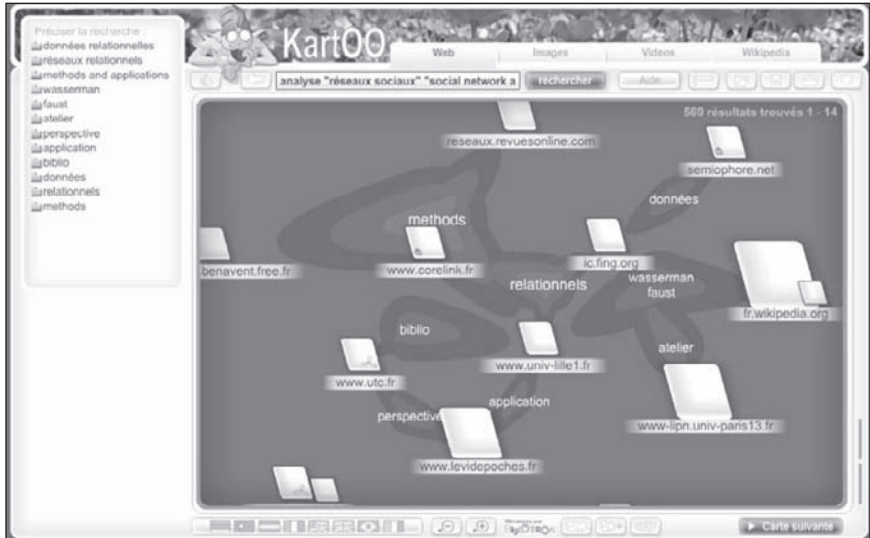 Préciser la recherche :
données relationnelles
réseaux relationnels
methods and applications
wasserman
faust
atelier
perspective
application
biblio
données
relationnels
methods
KartOO
Web Images Videos Wikipedia
analyse "réseaux sociaux" "social network a rechercher Aide
569 résultats trouvés 1 - 14
reseaux.revuesonline.com
semiophore.net
données
methods
benavent.free.fr
www.corelink.fr
ic.fing.org
relationnels
wasserman
faust
fr.wikipedia.org
biblio
www.univ-lille1.fr
atelier
www.utc.fr
application
perspective
www-lipn.univ-paris13.fr
www.levidepoches.fr
Carte suivante